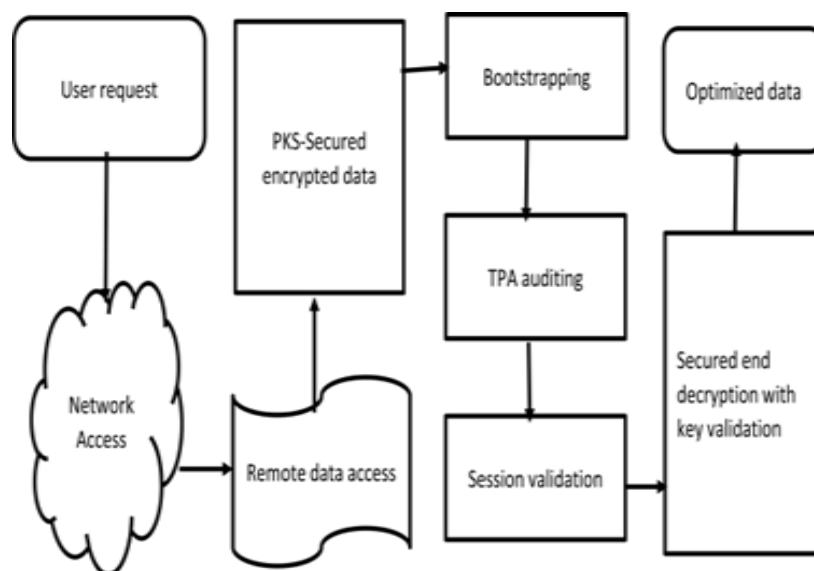 User request
Network
Access
Remote data access
PKS-Secured
encrypted data
Bootstrapping
TPA auditing
Session validation
Secured end
decryption with
key validation
Optimized data